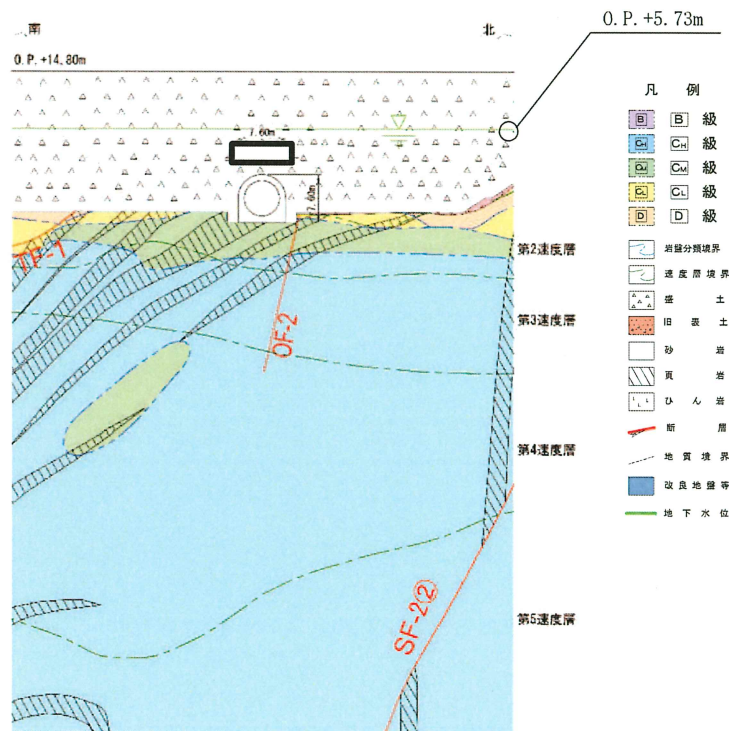 南
北
O.P.+5.73m
O.P.+14.80m
7.60m
7.60m
TF-1
OF-2
SF-2②
第2速度層
第3速度層
第4速度層
第5速度層
凡 例
B B 級
CH CH 級
CM CM 級
CL CL 級
D D 級
岩盤分類境界
速度層境界
盛 土
旧 表 土
砂 岩
頁 岩
ひ ん 岩
断 層
地質境界
改良地盤等
地下水位